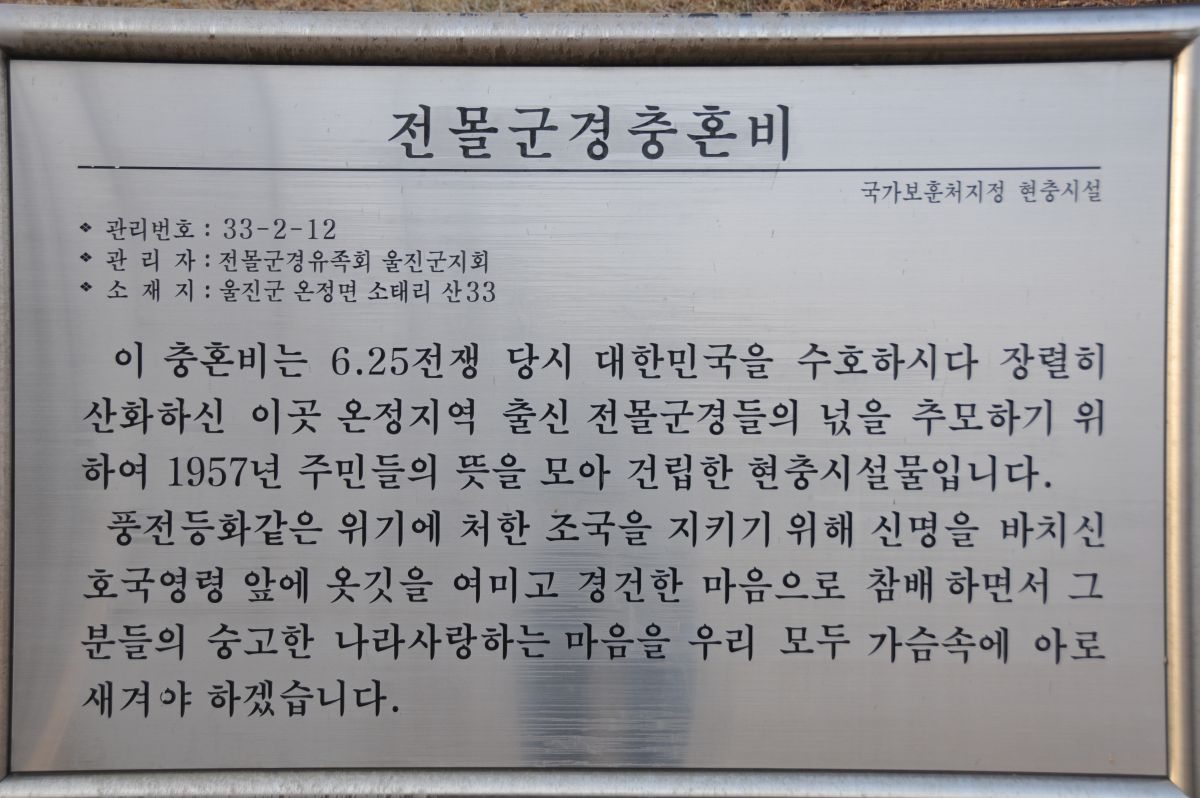 전몰군경충혼비
국가보훈처지정 현충시설
❖ 관리번호 : 33-2-12
❖ 관 리 자 : 전몰군경유족회 울진군지회
❖ 소 재 지 : 울진군 온정면 소태리 산33
이 충혼비는 6.25전쟁 당시 대한민국을 수호하시다 장렬히
산화하신 이곳 온정지역 출신 전몰군경들의 넋을 추모하기 위
하여 1957년 주민들의 뜻을 모아 건립한 현충시설물입니다.
풍전등화같은 위기에 처한 조국을 지키기 위해 신명을 바치신
호국영령 앞에 옷깃을 여미고 경건한 마음으로 참배 하면서 그
분들의 숭고한 나라사랑하는 마음을 우리 모두 가슴속에 아로
새겨야 하겠습니다.